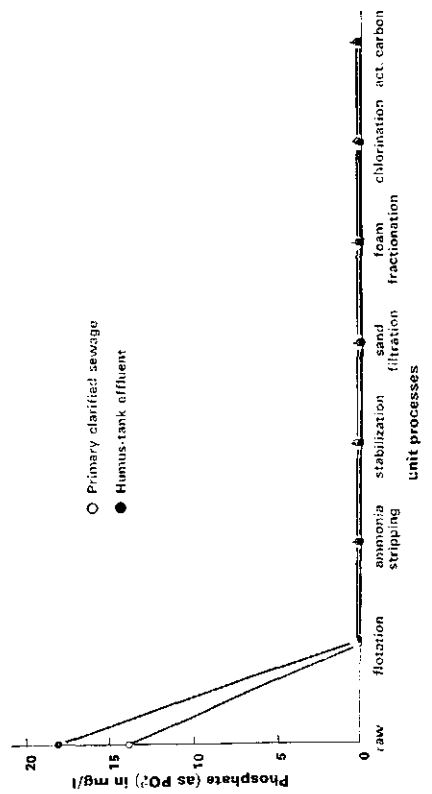 Phosphate (as PO₄⁻³) in mg/l
20
15
10
5
0
O Primary clarified sewage
● Humus-tank effluent
raw
flotation
ammonia
stripping
stabilization
sand
filtration
foam
fractionation
chlorination
act. carbon
unit processes